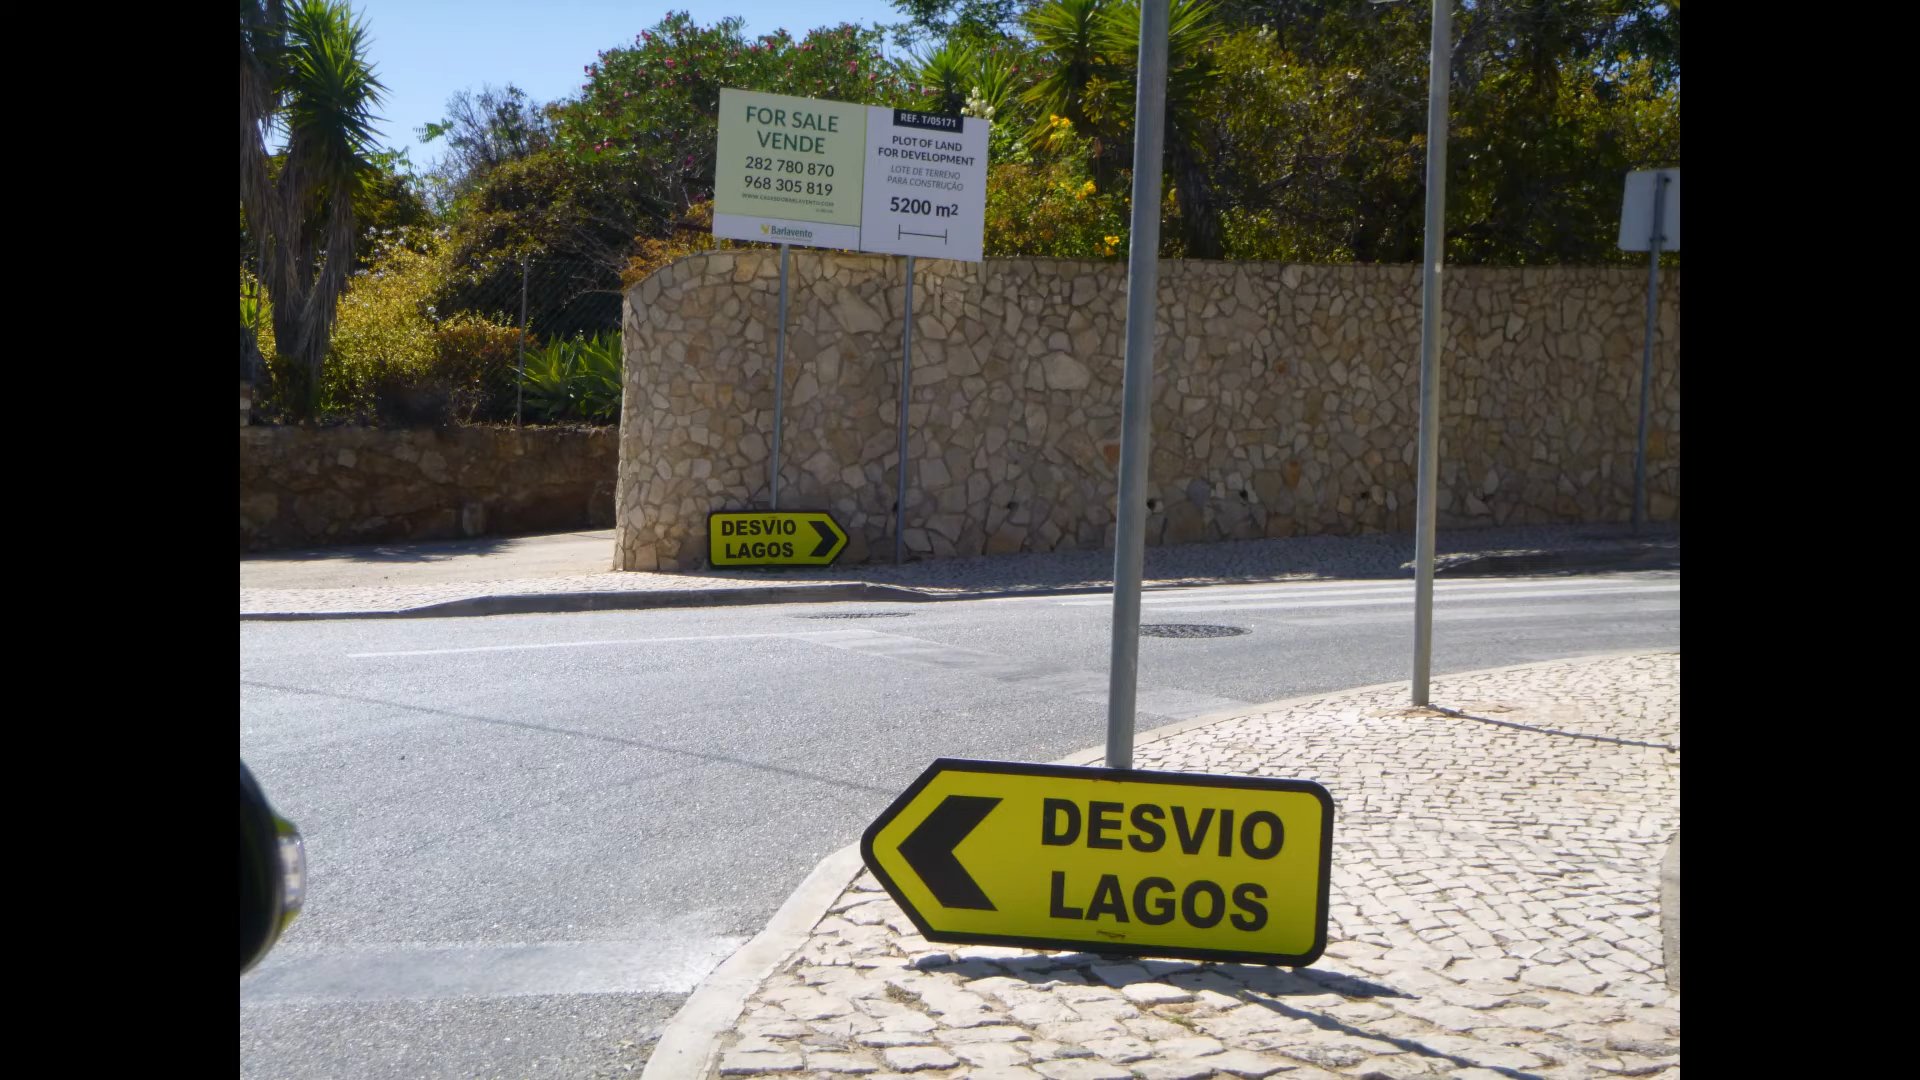 FOR SALE
VENDE
282 780 870
968 305 819
Barlavento
REF. T/05171
PLOT OF LAND
FOR DEVELOPMENT
LOTE DE TERRENO
PARA CONSTRUÇÃO
5200 m2
DESVIO
LAGOS
DESVIO
LAGOS